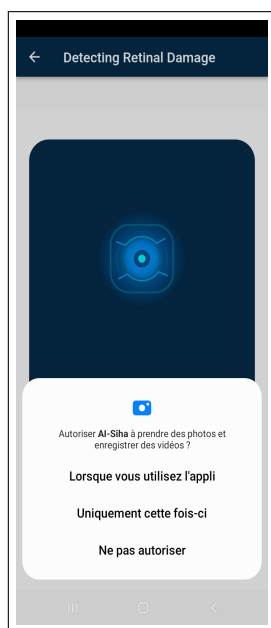 Detecting Retinal Damage
Autoriser AI-Siha à prendre des photos et
enregistrer des vidéos ?
Lorsque vous utilisez l'appli
Uniquement cette fois-ci
Ne pas autoriser